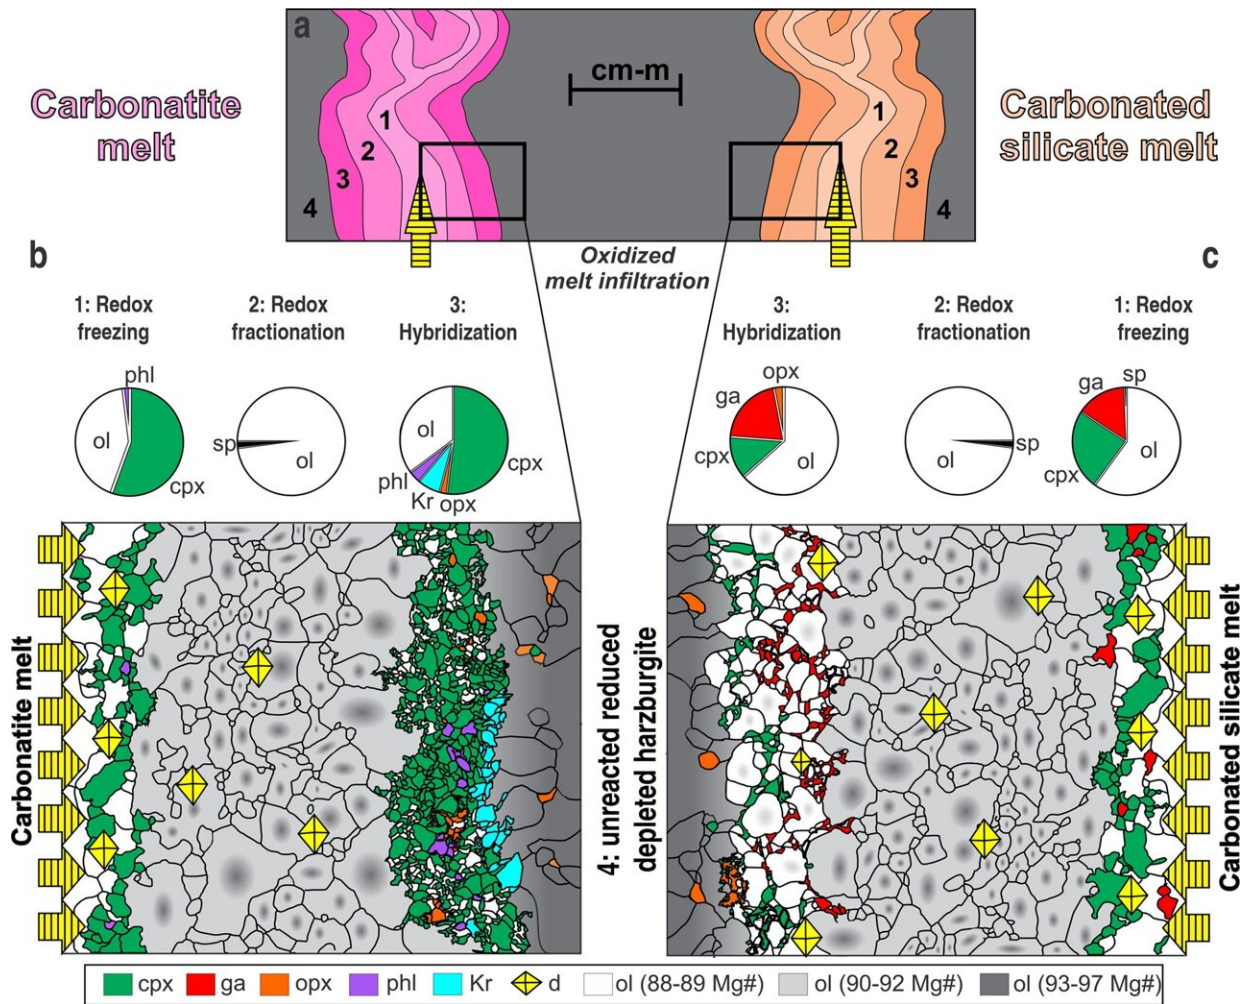 a
cm-m
Carbonatite
melt
Carbonated
silicate melt
1
2
3
4
1
2
3
4
Oxidized
melt infiltration
b
c
1: Redox
freezing
2: Redox
fractionation
3:
Hybridization
3:
Hybridization
2: Redox
fractionation
1: Redox
freezing
phl
ol
cpx
sp
ol
ol
cpx
phl
Kr
opx
opx
ga
cpx
ol
ol
sp
ga
sp
cpx
ol
Carbonatite melt
4: unreacted reduced
depleted harzburgite
Carbonated silicate melt
cpx ga opx phl Kr d ol (88-89 Mg#) ol (90-92 Mg#) ol (93-97 Mg#)